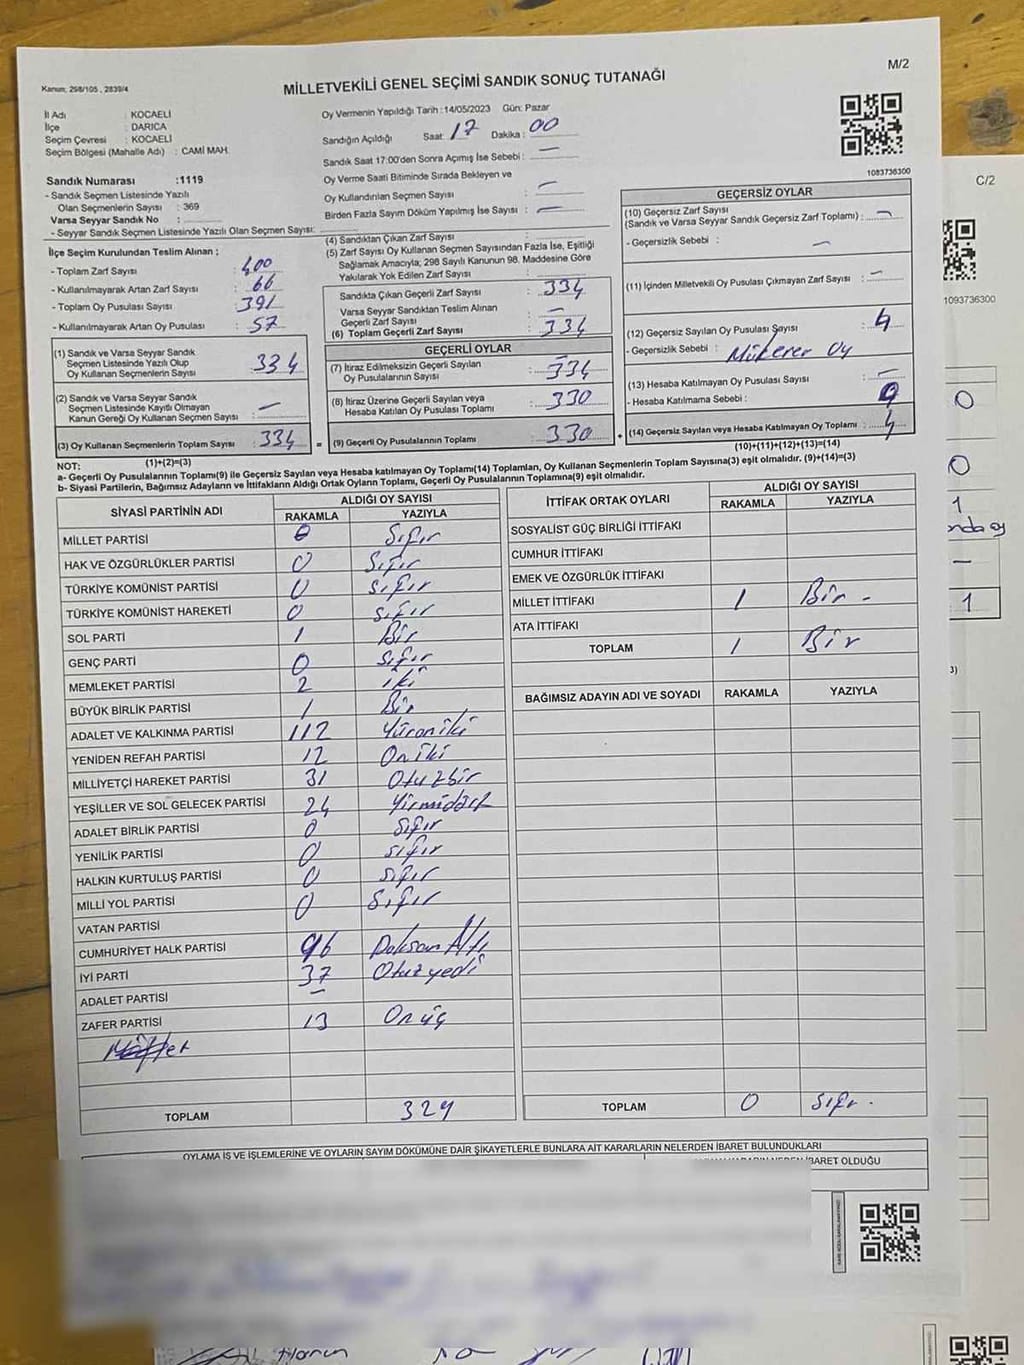 M/2
Kanun; 298/105 , 2839/4
MİLLETVEKİLİ GENEL SEÇİMİ SANDIK SONUÇ TUTANAĞI
İl Adı : KOCAELİ
İlçe : DARICA
Seçim Çevresi : KOCAELİ
Seçim Bölgesi (Mahalle Adı) : CAMİ MAH.
Sandık Numarası :1119
- Sandık Seçmen Listesinde Yazılı
Olan Seçmenlerin Sayısı : 369
Varsa Seyyar Sandık No :
- Seyyar Sandık Seçmen Listesinde Yazılı Olan Seçmen Sayısı:
Oy Vermenin Yapıldığı Tarih :14/05/2023 Gün: Pazar
Sandığın Açıldığı Saat: 17 Dakika : 00
Sandık Saat 17:00'den Sonra Açımış İse Sebebi : —
Oy Verme Saati Bitiminde Sırada Bekleyen ve
Oy Kullandırılan Seçmen Sayısı : —
Birden Fazla Sayım Döküm Yapılmış İse Sayısı : —
1083736300
İlçe Seçim Kurulundan Teslim Alınan ;
- Toplam Zarf Sayısı : 400
- Kullanılmayarak Artan Zarf Sayısı : 66
- Toplam Oy Pusulası Sayısı : 391
- Kullanılmayarak Artan Oy Pusulası : 57
(1) Sandık ve Varsa Seyyar Sandık
Seçmen Listesinde Yazılı Olup
Oy Kullanan Seçmenlerin Sayısı : 334
(2) Sandık ve Varsa Seyyar Sandık
Seçmen Listesinde Kayıtlı Olmayan
Kanun Gereği Oy Kullanan Seçmen Sayısı : —
(3) Oy Kullanan Seçmenlerin Toplam Sayısı : 334
(1)+(2)=(3)
(4) Sandıktan Çıkan Zarf Sayısı :
(5) Zarf Sayısı Oy Kullanan Seçmen Sayısından Fazla İse, Eşitliği
Sağlamak Amacıyla; 298 Sayılı Kanunun 98. Maddesine Göre
Yakılarak Yok Edilen Zarf Sayısı :
Sandıkta Çıkan Geçerli Zarf Sayısı : 334
Varsa Seyyar Sandıktan Teslim Alınan
Geçerli Zarf Sayısı : —
(6) Toplam Geçerli Zarf Sayısı : 334
GEÇERLİ OYLAR
(7) İtiraz Edilmeksizin Geçerli Sayılan
Oy Pusulalarının Sayısı : 334
(8) İtiraz Üzerine Geçerli Sayılan veya
Hesaba Katılan Oy Pusulası Toplamı : 330
= (9) Geçerli Oy Pusulalarının Toplamı : 330 +
GEÇERSİZ OYLAR
(10) Geçersiz Zarf Sayısı
(Sandık ve Varsa Seyyar Sandık Geçersiz Zarf Toplamı) : —
- Geçersizlik Sebebi : —
(11) İçinden Milletvekili Oy Pusulası Çıkmayan Zarf Sayısı : —
(12) Geçersiz Sayılan Oy Pusulası Sayısı : 4
- Geçersizlik Sebebi : Mükerer Oy
(13) Hesaba Katılmayan Oy Pusulası Sayısı : —
- Hesaba Katılmama Sebebi :
(14) Geçersiz Sayılan veya Hesaba Katılmayan Oy Toplamı : 4
(10)+(11)+(12)+(13)=(14)
NOT:
a- Geçerli Oy Pusulalarının Toplamı(9) ile Geçersiz Sayılan veya Hesaba katılmayan Oy Toplamı(14) Toplamları, Oy Kullanan Seçmenlerin Toplam Sayısına(3) eşit olmalıdır. (9)+(14)=(3)
b- Siyasi Partilerin, Bağımsız Adayların ve İttifakların Aldığı Ortak Oyların Toplamı, Geçerli Oy Pusulalarının Toplamına(9) eşit olmalıdır.
SİYASİ PARTİNİN ADI ALDIĞI OY SAYISI
RAKAMLA YAZIYLA
MİLLET PARTİSİ 0 Sıfır
HAK VE ÖZGÜRLÜKLER PARTİSİ 0 Sıfır
TÜRKİYE KOMÜNİST PARTİSİ 0 Sıfır
TÜRKİYE KOMÜNİST HAREKETİ 0 Sıfır
SOL PARTİ 1 Bir
GENÇ PARTİ 0 Sıfır
MEMLEKET PARTİSİ 2 iki
BÜYÜK BİRLİK PARTİSİ 1 Bir
ADALET VE KALKINMA PARTİSİ 112 Yüzoniki
YENİDEN REFAH PARTİSİ 12 Oniki
MİLLİYETÇİ HAREKET PARTİSİ 31 Otuzbir
YEŞİLLER VE SOL GELECEK PARTİSİ 24 Yirmidört
ADALET BİRLİK PARTİSİ 0 Sıfır
YENİLİK PARTİSİ 0 Sıfır
HALKIN KURTULUŞ PARTİSİ 0 Sıfır
MİLLİ YOL PARTİSİ 0 Sıfır
VATAN PARTİSİ
CUMHURİYET HALK PARTİSİ 96 Doksan Altı
İYİ PARTİ 37 Otuzyedi
ADALET PARTİSİ —
ZAFER PARTİSİ 13 Onüç
TOPLAM 329
İTTİFAK ORTAK OYLARI ALDIĞI OY SAYISI
RAKAMLA YAZIYLA
SOSYALİST GÜÇ BİRLİĞİ İTTİFAKI
CUMHUR İTTİFAKI
EMEK VE ÖZGÜRLÜK İTTİFAKI
MİLLET İTTİFAKI 1 Bir -
ATA İTTİFAKI
TOPLAM 1 Bir
BAĞIMSIZ ADAYIN ADI VE SOYADI RAKAMLA YAZIYLA
TOPLAM 0 Sıfır.
OYLAMA İŞ VE İŞLEMLERİNE VE OYLARIN SAYIM DÖKÜMÜNE DAİR ŞİKAYETLERLE BUNLARA AİT KARARLARIN NELERDEN İBARET BULUNDUKLARI
İBARET OLDUĞU
C/2
1093736300
0
0
1
—
1